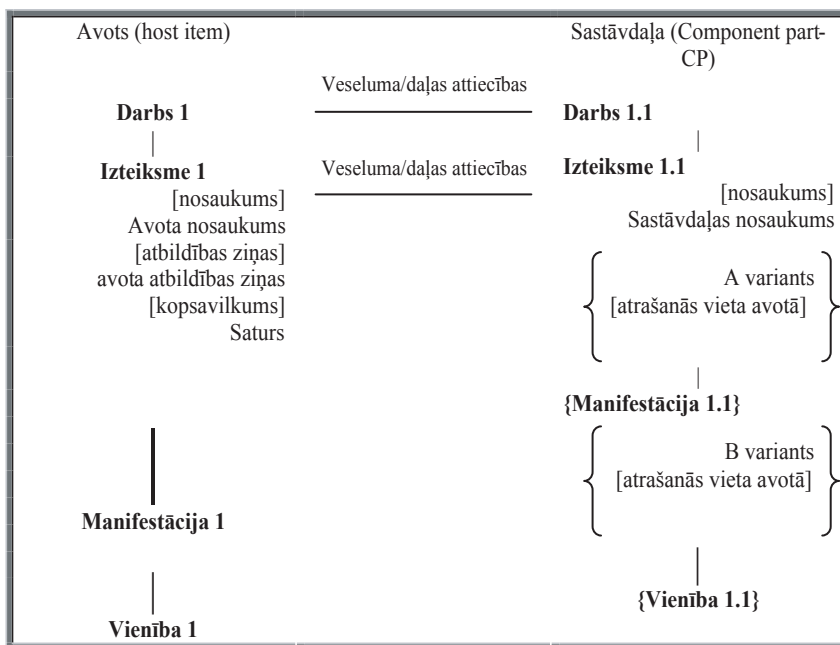 Avots (host item)
Sastāvdaļa (Component part-
CP)
Veseluma/daļas attiecības
Darbs 1
Darbs 1.1
Veseluma/daļas attiecības
Izteiksme 1
Izteiksme 1.1
[nosaukums]
Avota nosaukums
[atbildības ziņas]
avota atbildības ziņas
[kopsavilkums]
Saturs
[nosaukums]
Sastāvdaļas nosaukums
A variants
[atrašanās vieta avotā]
{Manifestācija 1.1}
B variants
[atrašanās vieta avotā]
Manifestācija 1
{Vienība 1.1}
Vienība 1